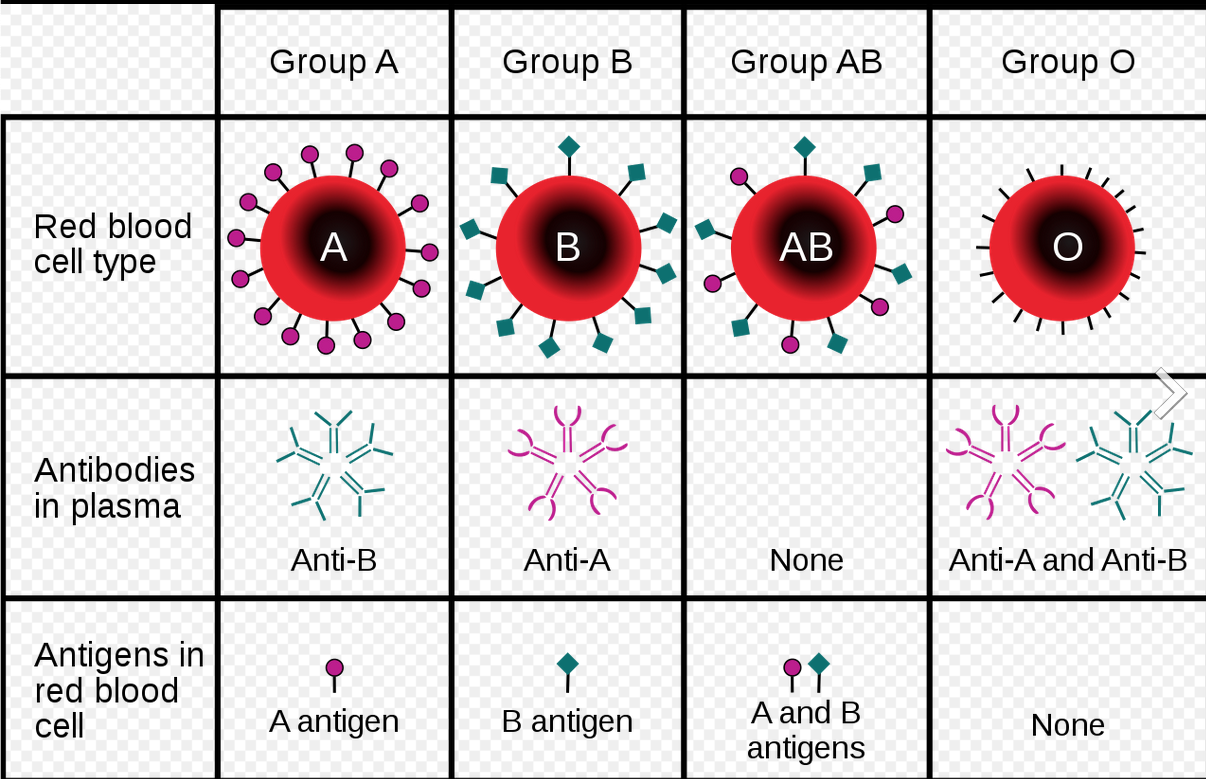 Group A
Group B
Group AB
Group O
Red blood
cell type
A
B
AB
O
Antibodies
in plasma
Anti-B
Anti-A
None
Anti-A and Anti-B
Antigens in
red blood
cell
A antigen
B antigen
A and B
antigens
None